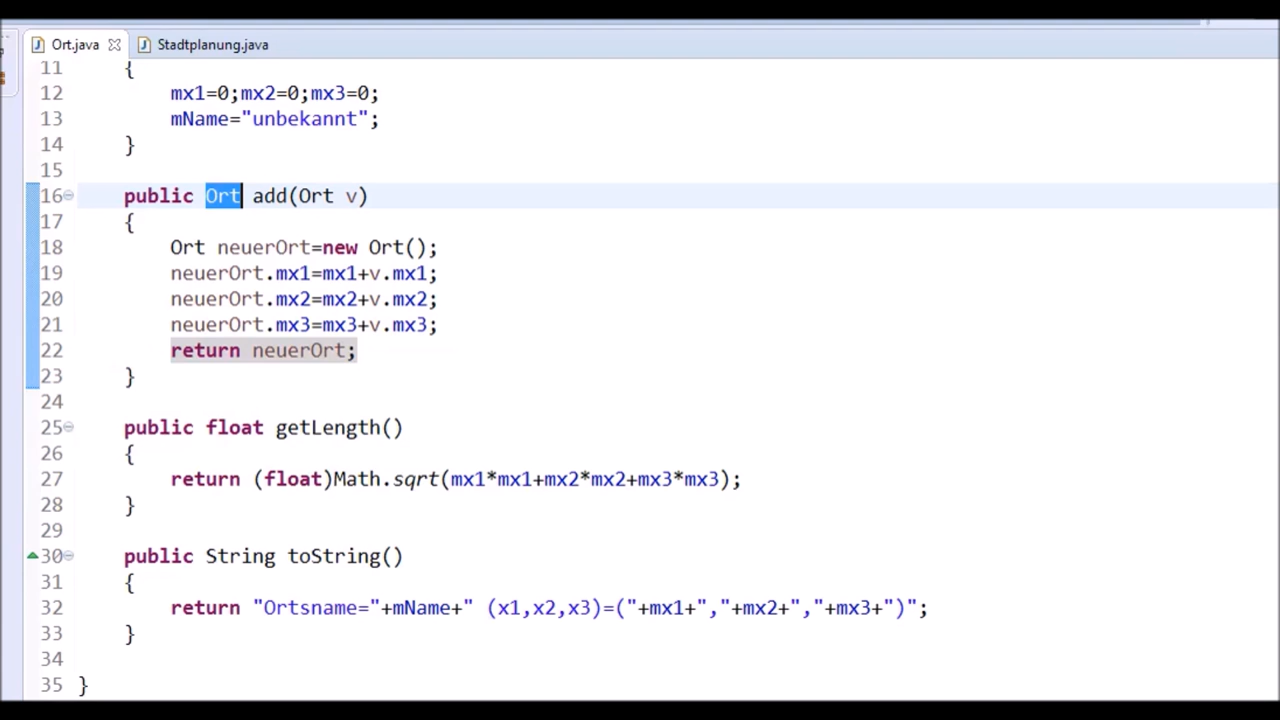 Ort.java Stadtplanung.java
11 {
12 mx1=0;mx2=0;mx3=0;
13 mName="unbekannt";
14 }
15
16 public Ort add(Ort v)
17 {
18 Ort neuerOrt=new Ort();
19 neuerOrt.mx1=mx1+v.mx1;
20 neuerOrt.mx2=mx2+v.mx2;
21 neuerOrt.mx3=mx3+v.mx3;
22 return neuerOrt;
23 }
24
25 public float getLength()
26 {
27 return (float)Math.sqrt(mx1*mx1+mx2*mx2+mx3*mx3);
28 }
29
30 public String toString()
31 {
32 return "Ortsname="+mName+" (x1,x2,x3)=("+mx1+","+mx2+","+mx3+")";
33 }
34
35 }